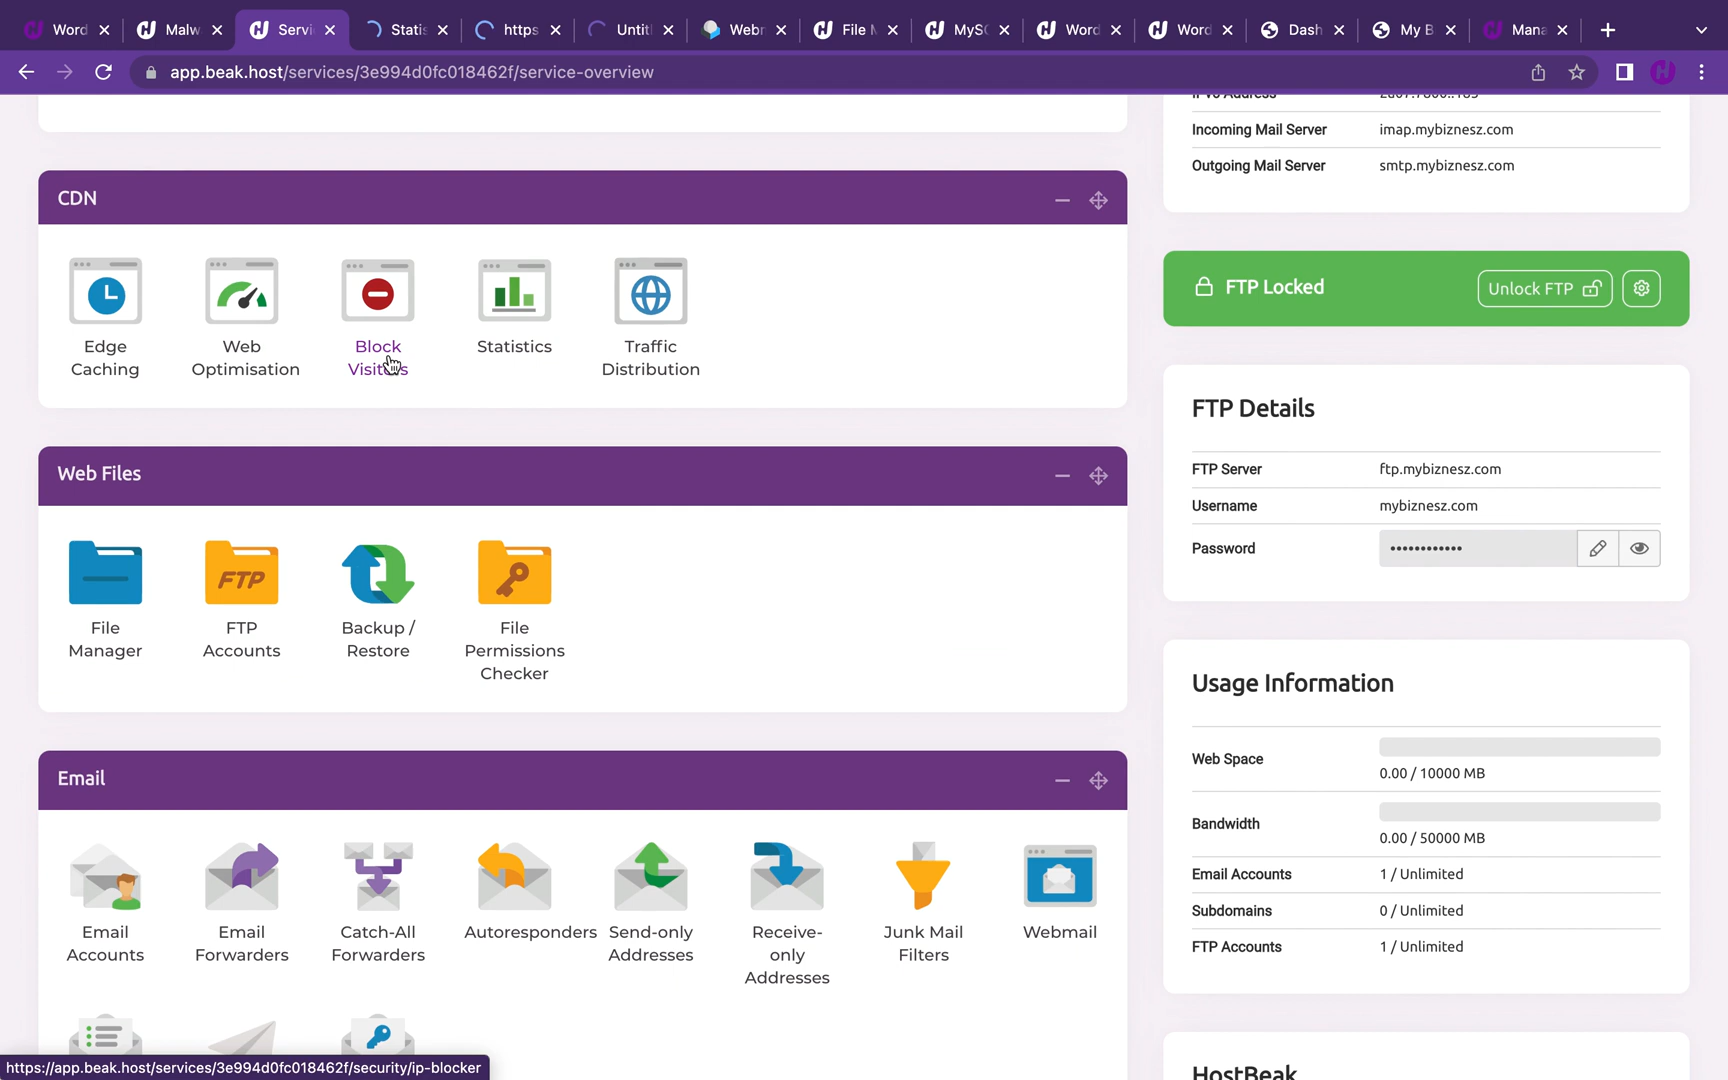 Word
Malw
Servi
Statis
https
Untit
Webm
File M
MySQ
Word
Word
Dash
My B
Mana
app.beak.host/services/3e994d0fc018462f/service-overview
Incoming Mail Server imap.mybiznesz.com
Outgoing Mail Server smtp.mybiznesz.com
CDN
Edge
Caching
Web
Optimisation
Block
Visitors
Statistics
Traffic
Distribution
FTP Locked
Unlock FTP
FTP Details
FTP Server ftp.mybiznesz.com
Username mybiznesz.com
Password ••••••••••••
Web Files
File
Manager
FTP
FTP
Accounts
Backup /
Restore
File
Permissions
Checker
Usage Information
Web Space
0.00 / 10000 MB
Bandwidth
0.00 / 50000 MB
Email Accounts 1 / Unlimited
Subdomains 0 / Unlimited
FTP Accounts 1 / Unlimited
Email
Email
Accounts
Email
Forwarders
Catch-All
Forwarders
Autoresponders
Send-only
Addresses
Receive-
only
Addresses
Junk Mail
Filters
Webmail
HostBeak
https://app.beak.host/services/3e994d0fc018462f/security/ip-blocker